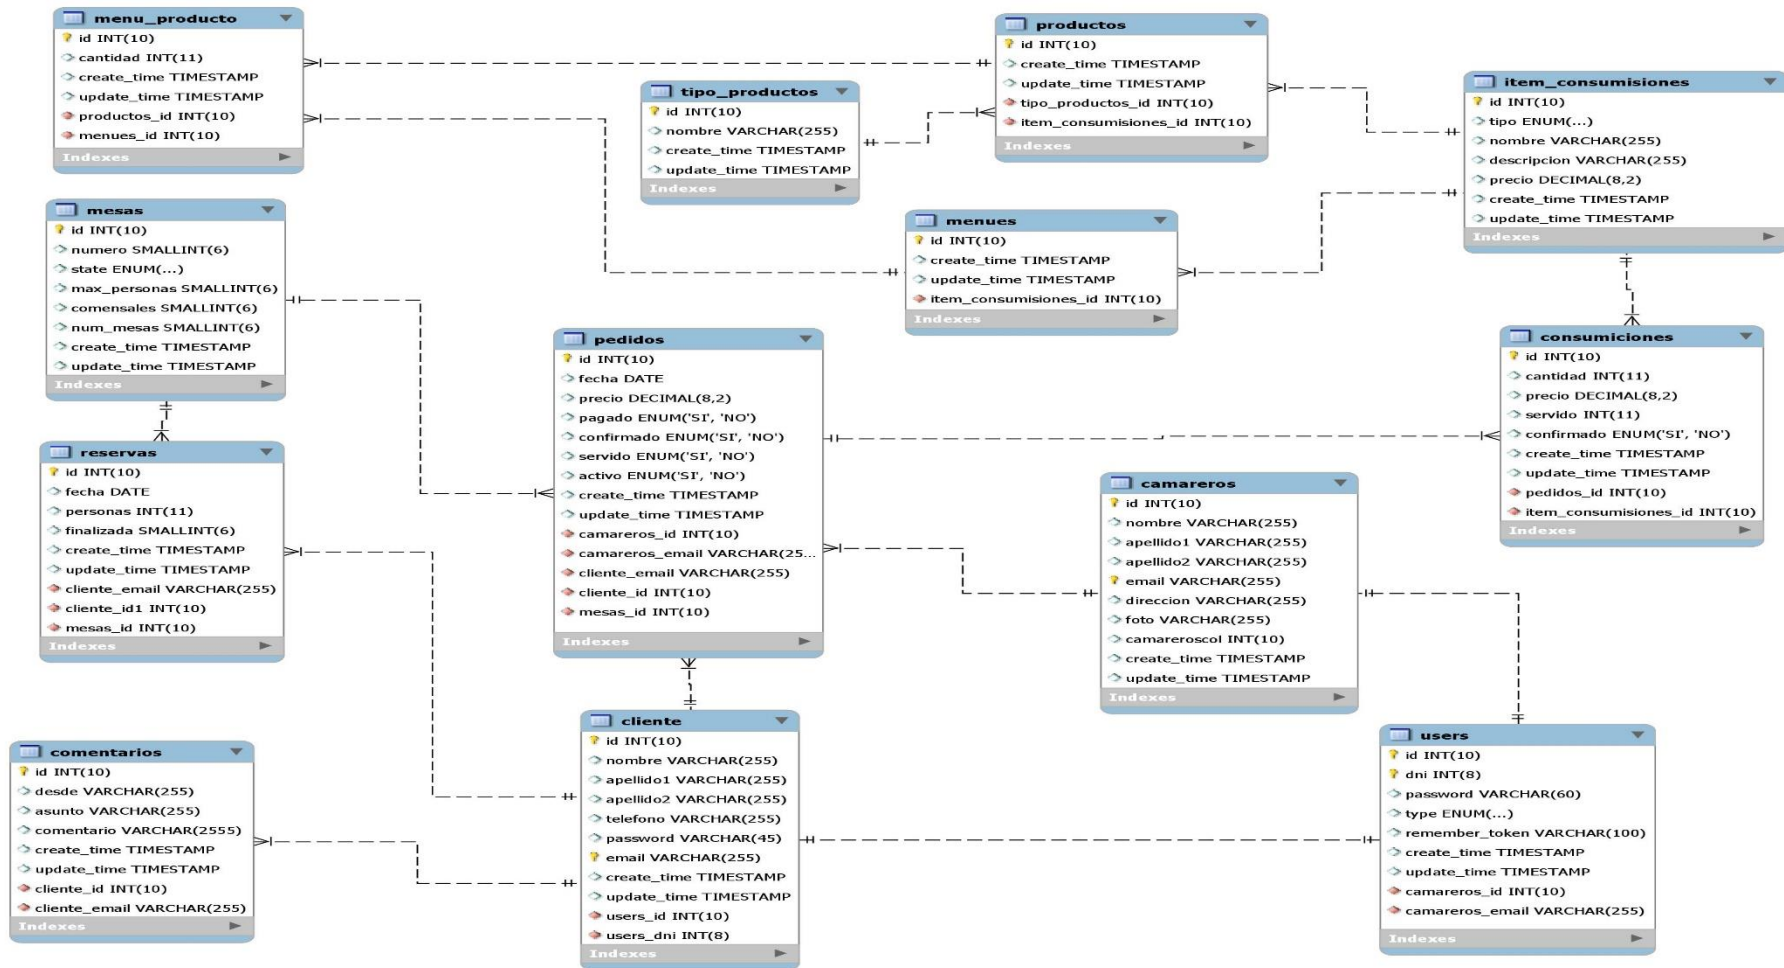 menu_producto
id INT(10)
cantidad INT(11)
create_time TIMESTAMP
update_time TIMESTAMP
productos_id INT(10)
menues_id INT(10)
Indexes
tipo_productos
id INT(10)
nombre VARCHAR(255)
create_time TIMESTAMP
update_time TIMESTAMP
Indexes
productos
id INT(10)
create_time TIMESTAMP
update_time TIMESTAMP
tipo_productos_id INT(10)
item_consumisiones_id INT(10)
Indexes
item_consumisiones
id INT(10)
tipo ENUM(...)
nombre VARCHAR(255)
descripcion VARCHAR(255)
precio DECIMAL(8,2)
create_time TIMESTAMP
update_time TIMESTAMP
Indexes
mesas
id INT(10)
numero SMALLINT(6)
state ENUM(...)
max_personas SMALLINT(6)
comensales SMALLINT(6)
num_mesas SMALLINT(6)
create_time TIMESTAMP
update_time TIMESTAMP
Indexes
menues
id INT(10)
create_time TIMESTAMP
update_time TIMESTAMP
item_consumisiones_id INT(10)
Indexes
pedidos
id INT(10)
fecha DATE
precio DECIMAL(8,2)
pagado ENUM('SI', 'NO')
confirmado ENUM('SI', 'NO')
servido ENUM('SI', 'NO')
activo ENUM('SI', 'NO')
create_time TIMESTAMP
update_time TIMESTAMP
camareros_id INT(10)
camareros_email VARCHAR(25...
cliente_email VARCHAR(255)
cliente_id INT(10)
mesas_id INT(10)
Indexes
consumiciones
id INT(10)
cantidad INT(11)
precio DECIMAL(8,2)
servido INT(11)
confirmado ENUM('SI', 'NO')
create_time TIMESTAMP
update_time TIMESTAMP
pedidos_id INT(10)
item_consumisiones_id INT(10)
Indexes
reservas
id INT(10)
fecha DATE
personas INT(11)
finalizada SMALLINT(6)
create_time TIMESTAMP
update_time TIMESTAMP
cliente_email VARCHAR(255)
cliente_id1 INT(10)
mesas_id INT(10)
Indexes
camareros
id INT(10)
nombre VARCHAR(255)
apellido1 VARCHAR(255)
apellido2 VARCHAR(255)
email VARCHAR(255)
direccion VARCHAR(255)
foto VARCHAR(255)
camareroscol INT(10)
create_time TIMESTAMP
update_time TIMESTAMP
Indexes
comentarios
id INT(10)
desde VARCHAR(255)
asunto VARCHAR(255)
comentario VARCHAR(2555)
create_time TIMESTAMP
update_time TIMESTAMP
cliente_id INT(10)
cliente_email VARCHAR(255)
Indexes
cliente
id INT(10)
nombre VARCHAR(255)
apellido1 VARCHAR(255)
apellido2 VARCHAR(255)
telefono VARCHAR(255)
password VARCHAR(45)
email VARCHAR(255)
create_time TIMESTAMP
update_time TIMESTAMP
users_id INT(10)
users_dni INT(8)
Indexes
users
id INT(10)
dni INT(8)
password VARCHAR(60)
type ENUM(...)
remember_token VARCHAR(100)
create_time TIMESTAMP
update_time TIMESTAMP
camareros_id INT(10)
camareros_email VARCHAR(255)
Indexes